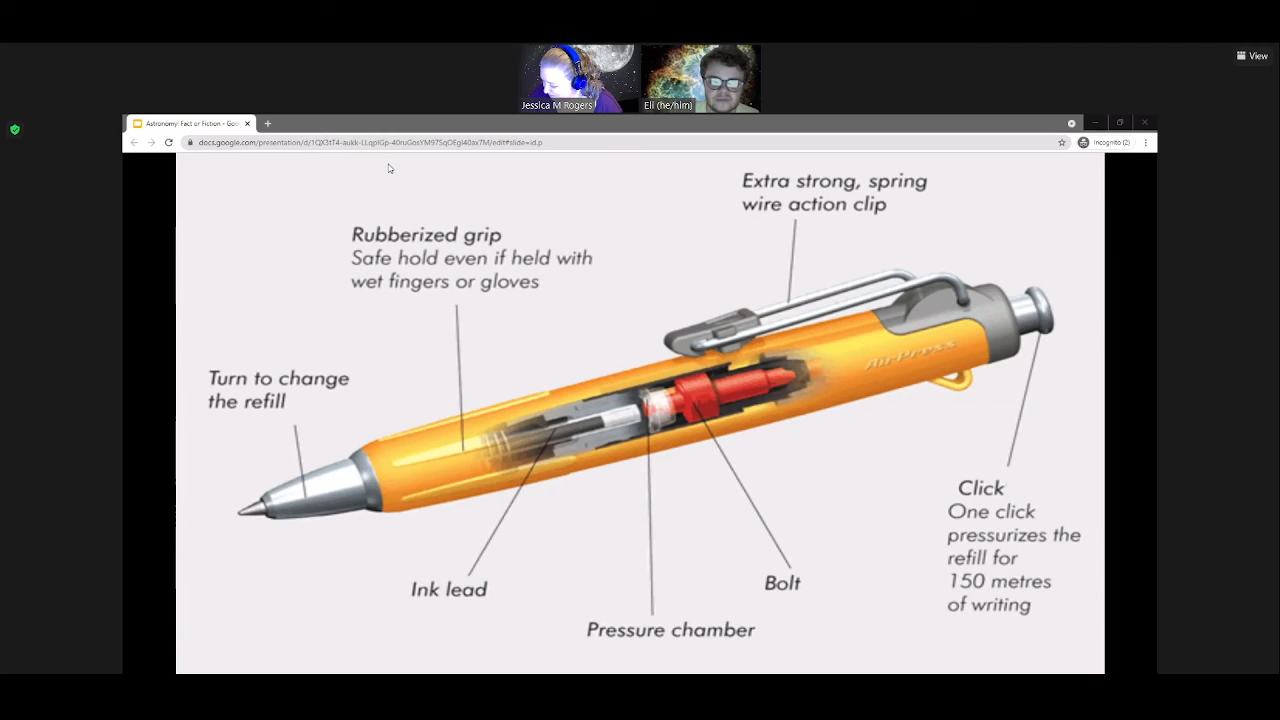 View
Jessica M Rogers
Eli (he/him)
Astronomy! Fact or Fiction - Goo
Incognito (2)
Extra strong, spring
wire action clip
Rubberized grip
Safe hold even if held with
wet fingers or gloves
AirPress
Turn to change
the refill
Click
One click
pressurizes the
refill for
150 metres
of writing
Ink lead
Bolt
Pressure chamber